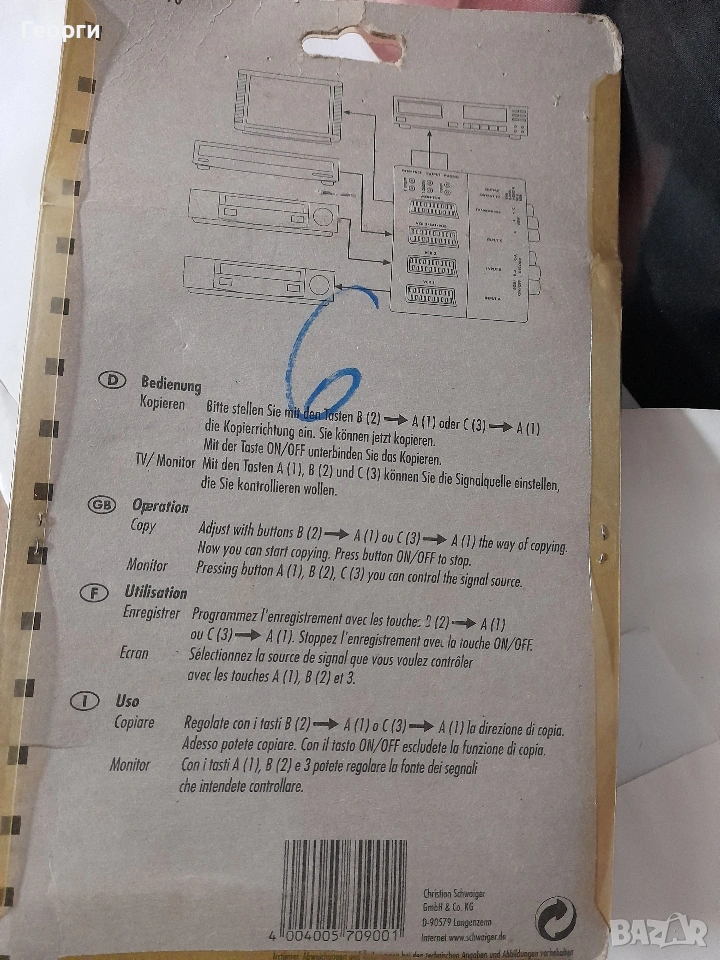 Георги
6
D Bedienung
Kopieren Bitte stellen Sie mit den Tasten B (2) → A (1) oder C (3) → A (1)
die Kopierrichtung ein. Sie können jetzt kopieren.
Mit der Taste ON/OFF unterbinden Sie das Kopieren.
TV/ Monitor Mit den Tasten A (1), B (2) und C (3) können Sie die Signalquelle einstellen,
die Sie kontrollieren wollen.
GB Operation
Copy Adjust with buttons B (2) → A (1) ou C (3) → A (1) the way of copying.
Now you can start copying. Press button ON/OFF to stop.
Monitor Pressing button A (1), B (2), C (3) you can control the signal source.
F Utilisation
Enregistrer Programmez l'enregistrement avec les touches B (2) → A (1)
ou C (3) → A (1). Stoppez l'enregistrement avec la touche ON/OFF.
Ecran Sélectionnez la source de signal que vous voulez contrôler
avec les touches A (1), B (2) et 3.
I Uso
Copiare Regolate con i tasti B (2) → A (1) o C (3) → A (1) la direzione di copia.
Adesso potete copiare. Con il tasto ON/OFF escludete la funzione di copia.
Monitor Con i tasti A (1), B (2) e 3 potete regolare la fonte dei segnali
che intendete controllare.
Christian Schwaiger
GmbH & Co. KG
D-90579 Langenzenn
Internet www.schwaiger.de
4 004005 709001
bei den technischen Angaben und Abbildungen vorbehalten
BAZAR